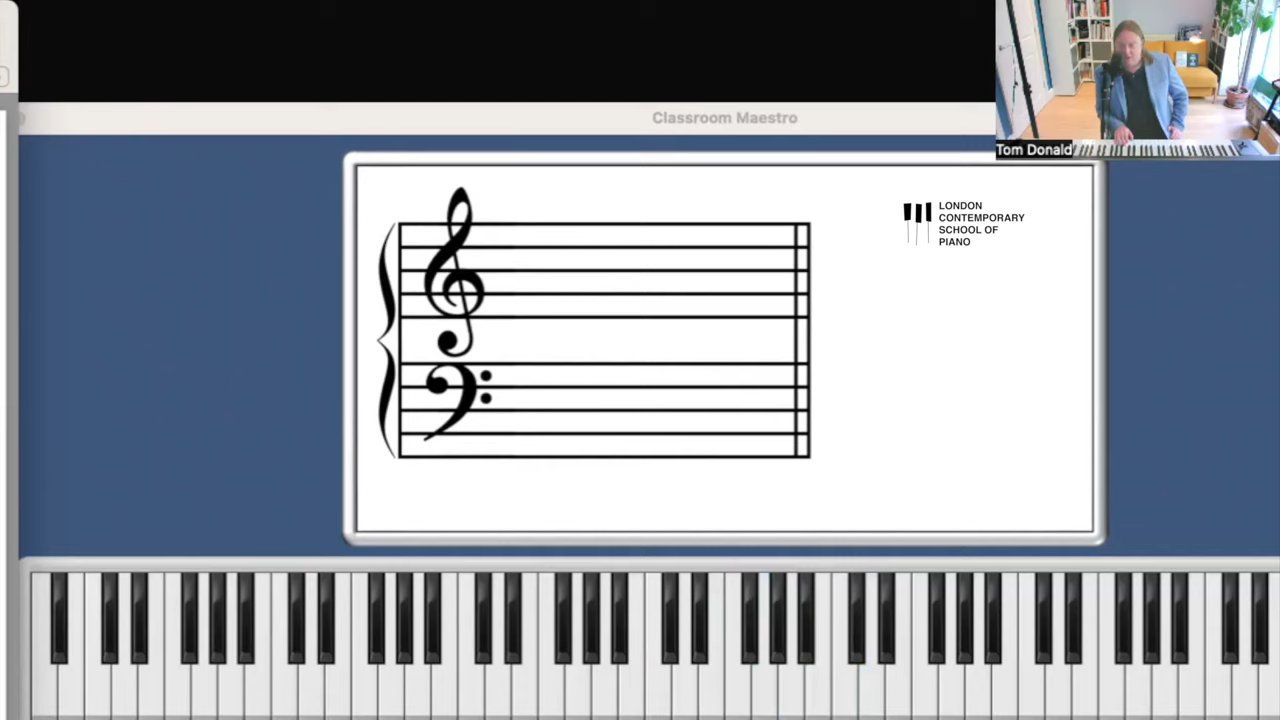 Classroom Maestro
Tom Donald
LONDON
CONTEMPORARY
SCHOOL OF
PIANO